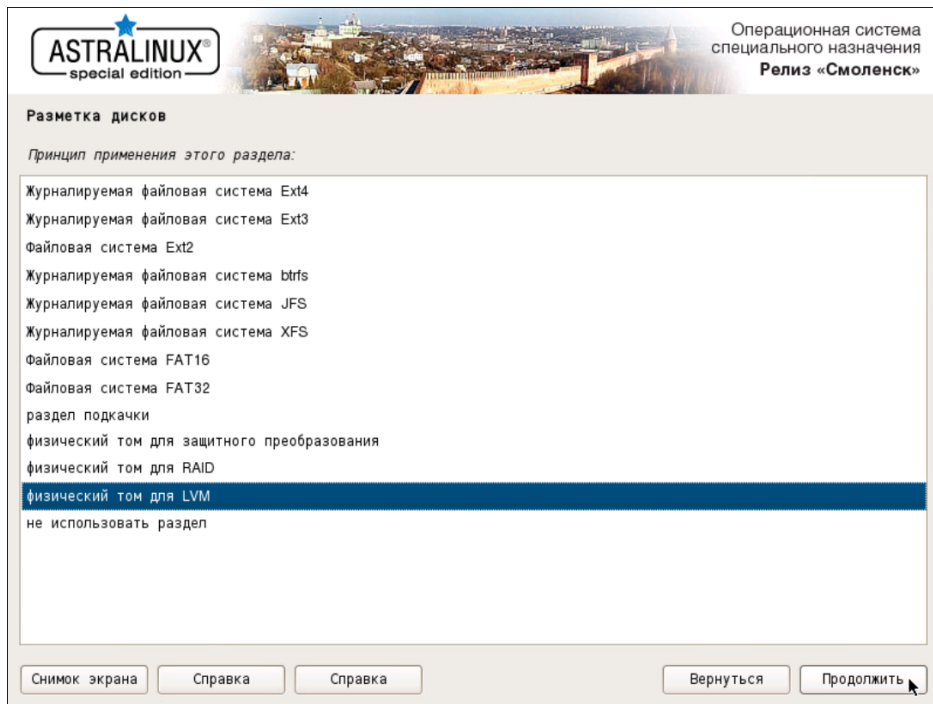 ASTRALINUX®
special edition
Операционная система
специального назначения
Релиз «Смоленск»
Разметка дисков
Принцип применения этого раздела:
Журналируемая файловая система Ext4
Журналируемая файловая система Ext3
Файловая система Ext2
Журналируемая файловая система btrfs
Журналируемая файловая система JFS
Журналируемая файловая система XFS
Файловая система FAT16
Файловая система FAT32
раздел подкачки
физический том для защитного преобразования
физический том для RAID
физический том для LVM
не использовать раздел
Снимок экрана Справка Справка Вернуться Продолжить